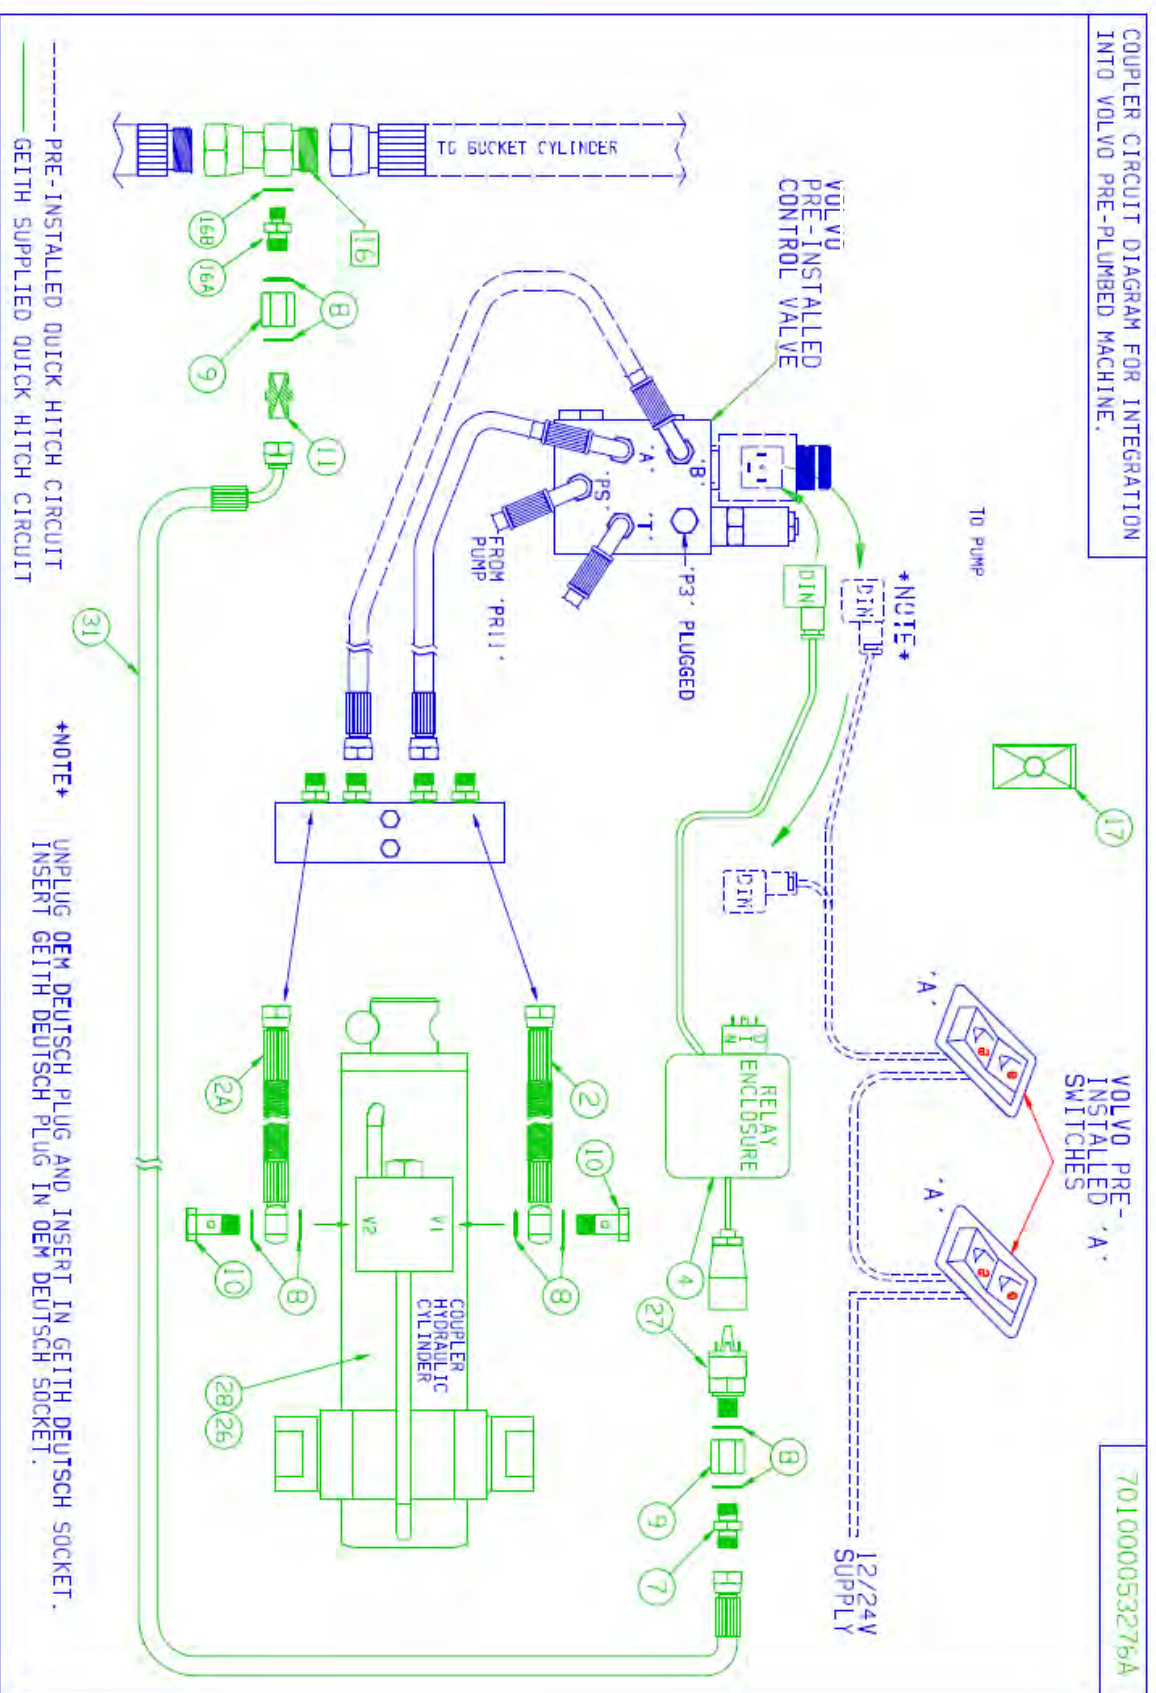 COUPLER CIRCUIT DIAGRAM FOR INTEGRATION
INTO VOLVO PRE-PLUMBED MACHINE.
701000053276A
TO PUMP
17
VOLVO PRE-
INSTALLED 'A'
SWITCHES
'A'
'A'
12/24V
SUPPLY
*NOTE*
DIN
DIN
DIN
VOLVO
PRE-INSTALLED
CONTROL VALVE
'B'
'A'
'PS'
'T'
'P3' PLUGGED
FROM 'PR11'
PUMP
DIN
RELAY
ENCLOSURE
4
27
8
9
7
TO BUCKET CYLINDER
16
16B
16A
8
9
11
2
10
8
V1
V2
COUPLER
HYDRAULIC
CYLINDER
2A
10
8
28
26
31
-------PRE-INSTALLED QUICK HITCH CIRCUIT
GEITH SUPPLIED QUICK HITCH CIRCUIT
*NOTE* UNPLUG OEM DEUTSCH PLUG AND INSERT IN GEITH DEUTSCH SOCKET.
INSERT GEITH DEUTSCH PLUG IN OEM DEUTSCH SOCKET.